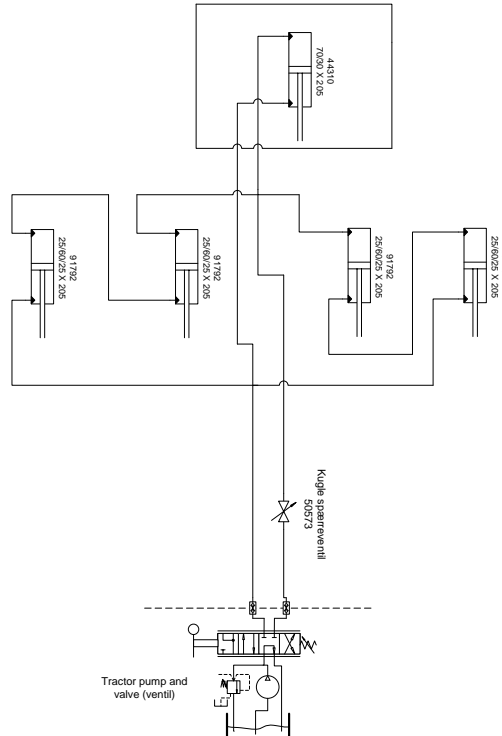 44310
70/30 X 205
91792
25/60/25 X 205
91792
25/60/25 X 205
91792
25/60/25 X 205
25/60/25 X 205
Kugle spærreventil
50573
Tractor pump and
valve (ventil)